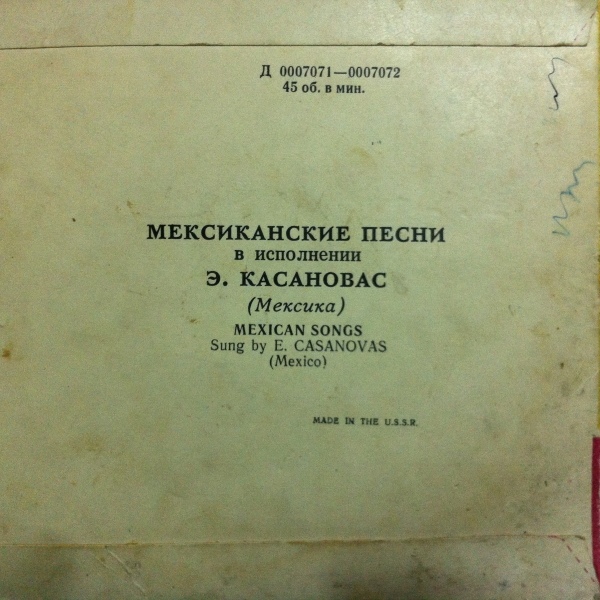 Д 0007071—0007072
45 об. в мин.
МЕКСИКАНСКИЕ ПЕСНИ
в исполнении
Э. КАСАНОВАС
(Мексика)
MEXICAN SONGS
Sung by E. CASANOVAS
(Mexico)
MADE IN THE U.S.S.R.